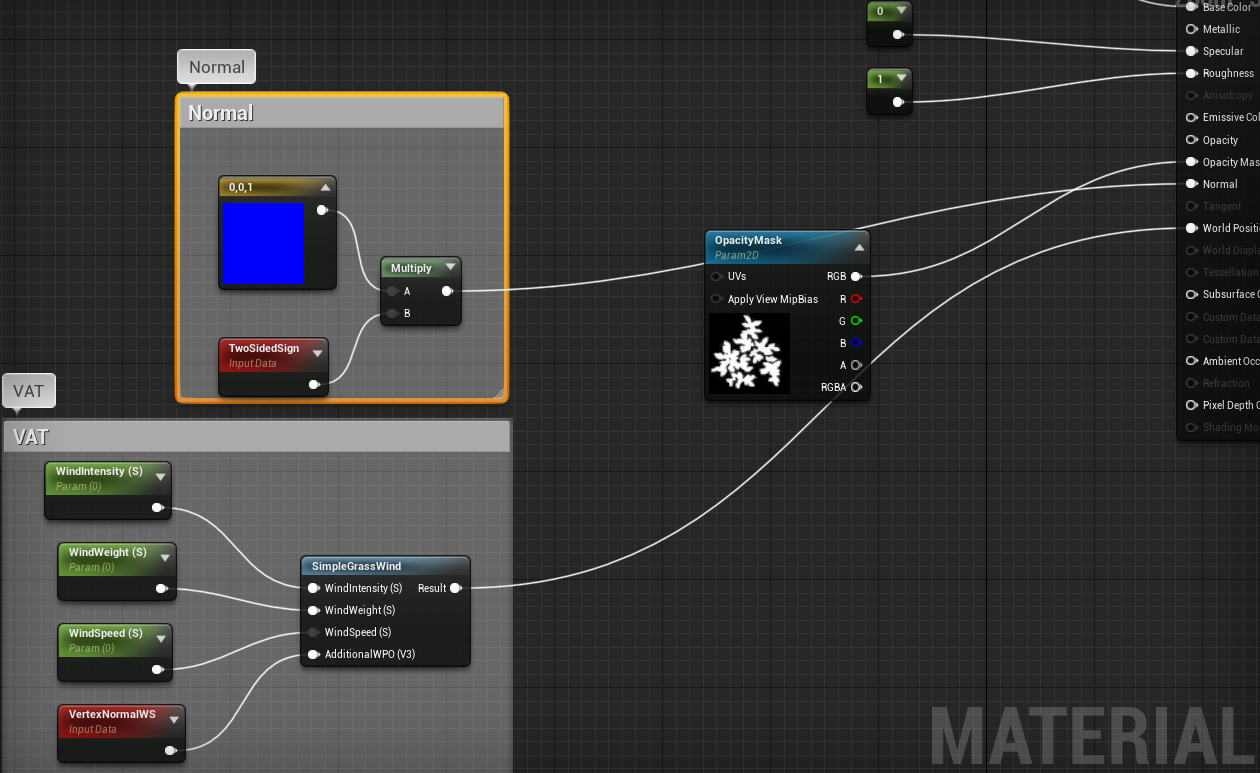 0
1
Base Color
Metallic
Specular
Roughness
Anisotropy
Emissive Col
Opacity
Opacity Mas
Normal
Tangent
World Positi
World Displa
Tessellation
Subsurface C
Custom Data
Custom Data
Ambient Occ
Refraction
Pixel Depth O
Shading Mo
Normal
Normal
0,0,1
Multiply
A
B
TwoSidedSign
Input Data
OpacityMask
Param2D
UVs
RGB
Apply View MipBias
R
G
B
A
RGBA
VAT
VAT
WindIntensity (S)
Param (0)
WindWeight (S)
Param (0)
WindSpeed (S)
Param (0)
VertexNormalWS
Input Data
SimpleGrassWind
WindIntensity (S)
Result
WindWeight (S)
WindSpeed (S)
AdditionalWPO (V3)
MATERIAL